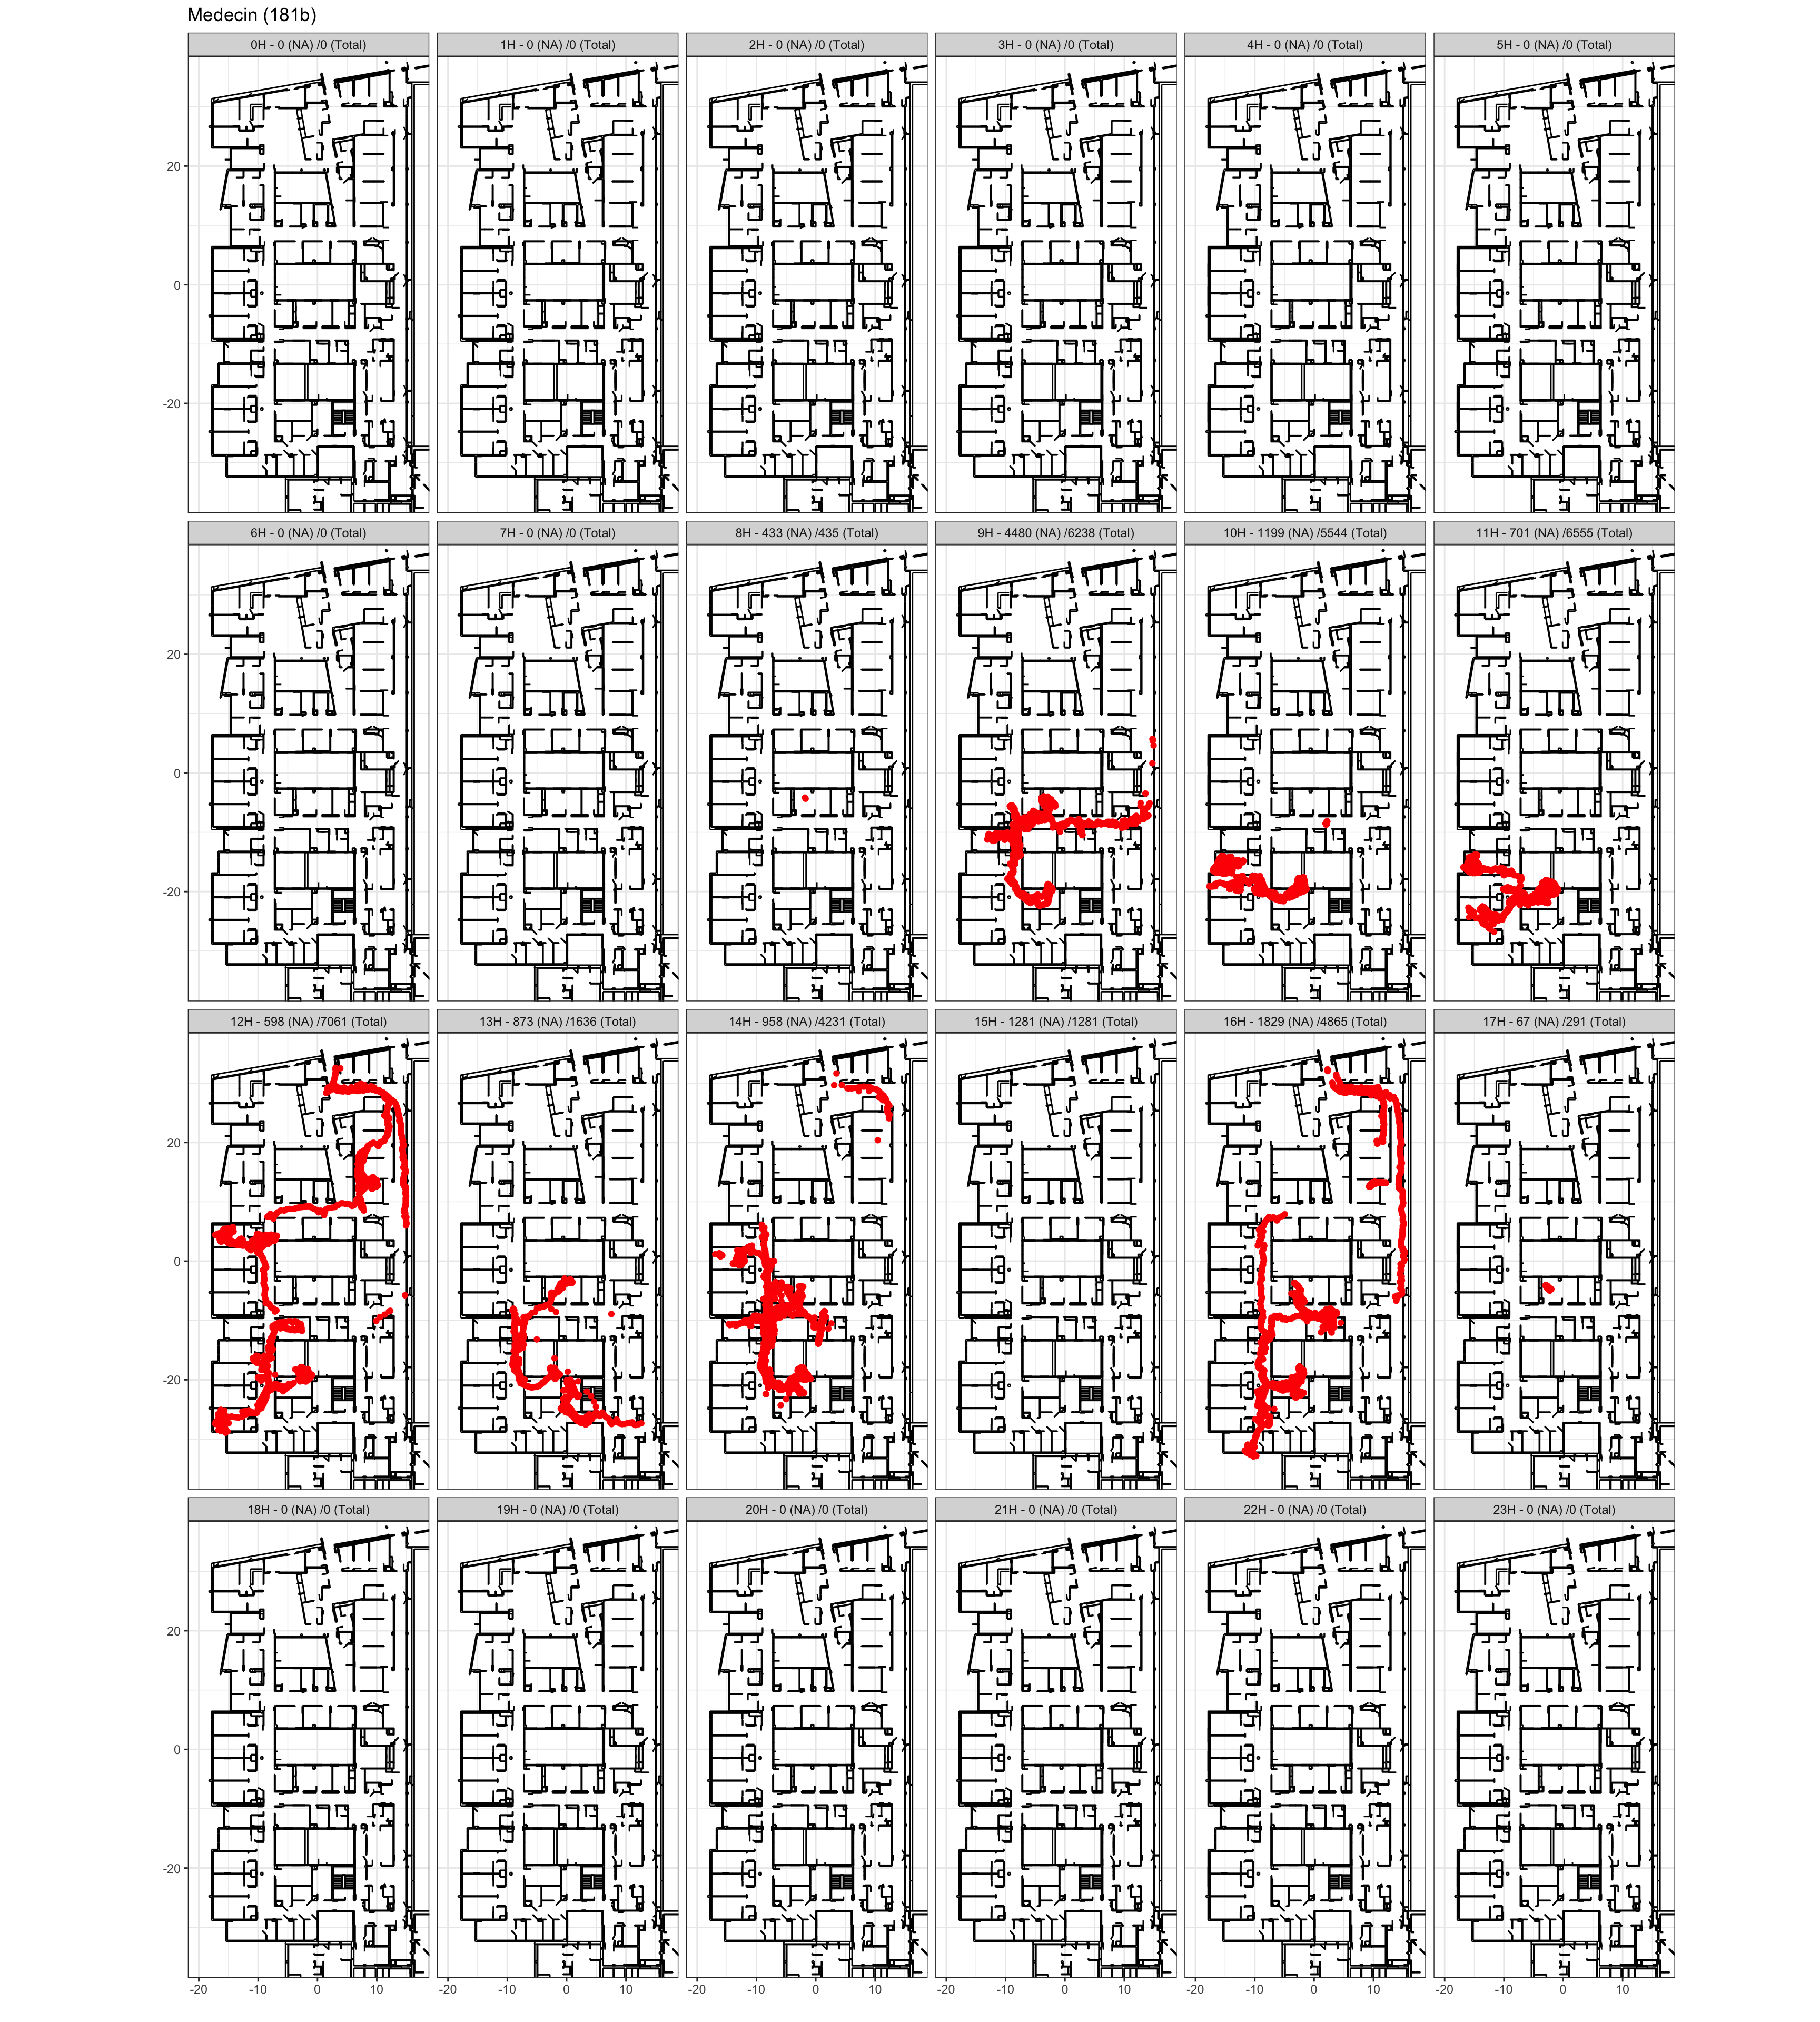 Medecin (181b)
0H - 0 (NA) /0 (Total) 1H - 0 (NA) /0 (Total) 2H - 0 (NA) /0 (Total) 3H - 0 (NA) /0 (Total) 4H - 0 (NA) /0 (Total) 5H - 0 (NA) /0 (Total)
20
0
-20
6H - 0 (NA) /0 (Total) 7H - 0 (NA) /0 (Total) 8H - 433 (NA) /435 (Total) 9H - 4480 (NA) /6238 (Total) 10H - 1199 (NA) /5544 (Total) 11H - 701 (NA) /6555 (Total)
20
0
-20
12H - 598 (NA) /7061 (Total) 13H - 873 (NA) /1636 (Total) 14H - 958 (NA) /4231 (Total) 15H - 1281 (NA) /1281 (Total) 16H - 1829 (NA) /4865 (Total) 17H - 67 (NA) /291 (Total)
20
0
-20
18H - 0 (NA) /0 (Total) 19H - 0 (NA) /0 (Total) 20H - 0 (NA) /0 (Total) 21H - 0 (NA) /0 (Total) 22H - 0 (NA) /0 (Total) 23H - 0 (NA) /0 (Total)
20
0
-20
-20 -10 0 10 -20 -10 0 10 -20 -10 0 10 -20 -10 0 10 -20 -10 0 10 -20 -10 0 10